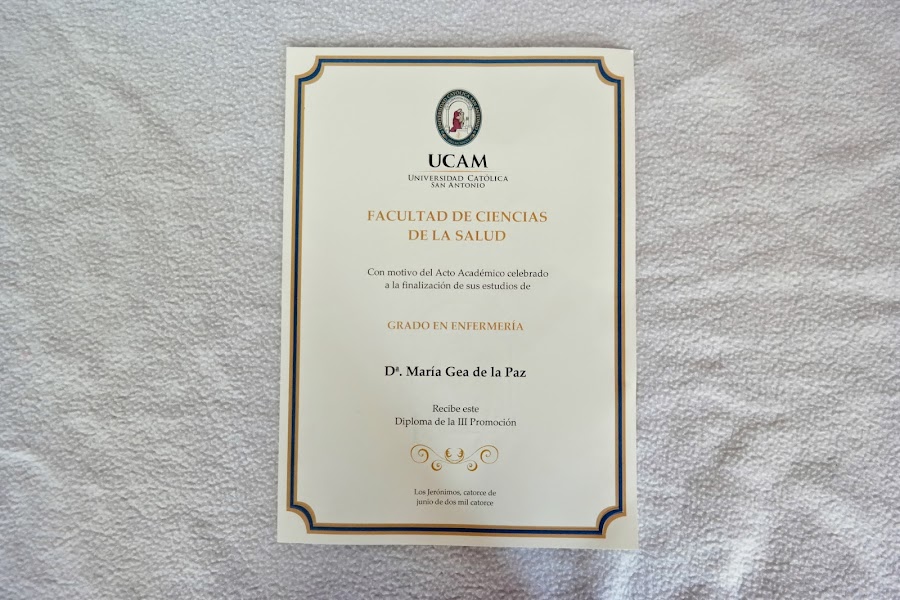 UCAM
UNIVERSIDAD CATÓLICA
SAN ANTONIO
FACULTAD DE CIENCIAS
DE LA SALUD
Con motivo del Acto Académico celebrado
a la finalización de sus estudios de
GRADO EN ENFERMERÍA
Dª. María Gea de la Paz
Recibe este
Diploma de la III Promoción
Los Jerónimos, catorce de
junio de dos mil catorce